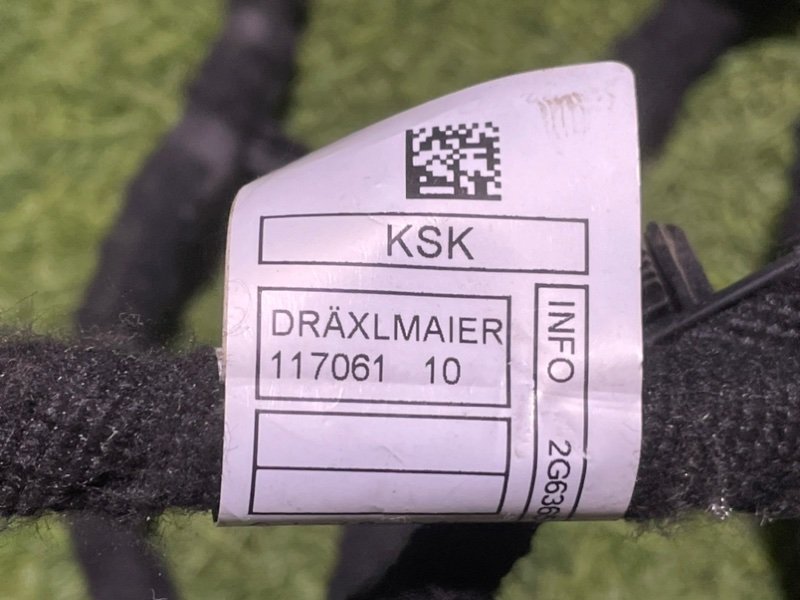 KSK
DRÄXLMAIER
117061 10
INFO 2G636